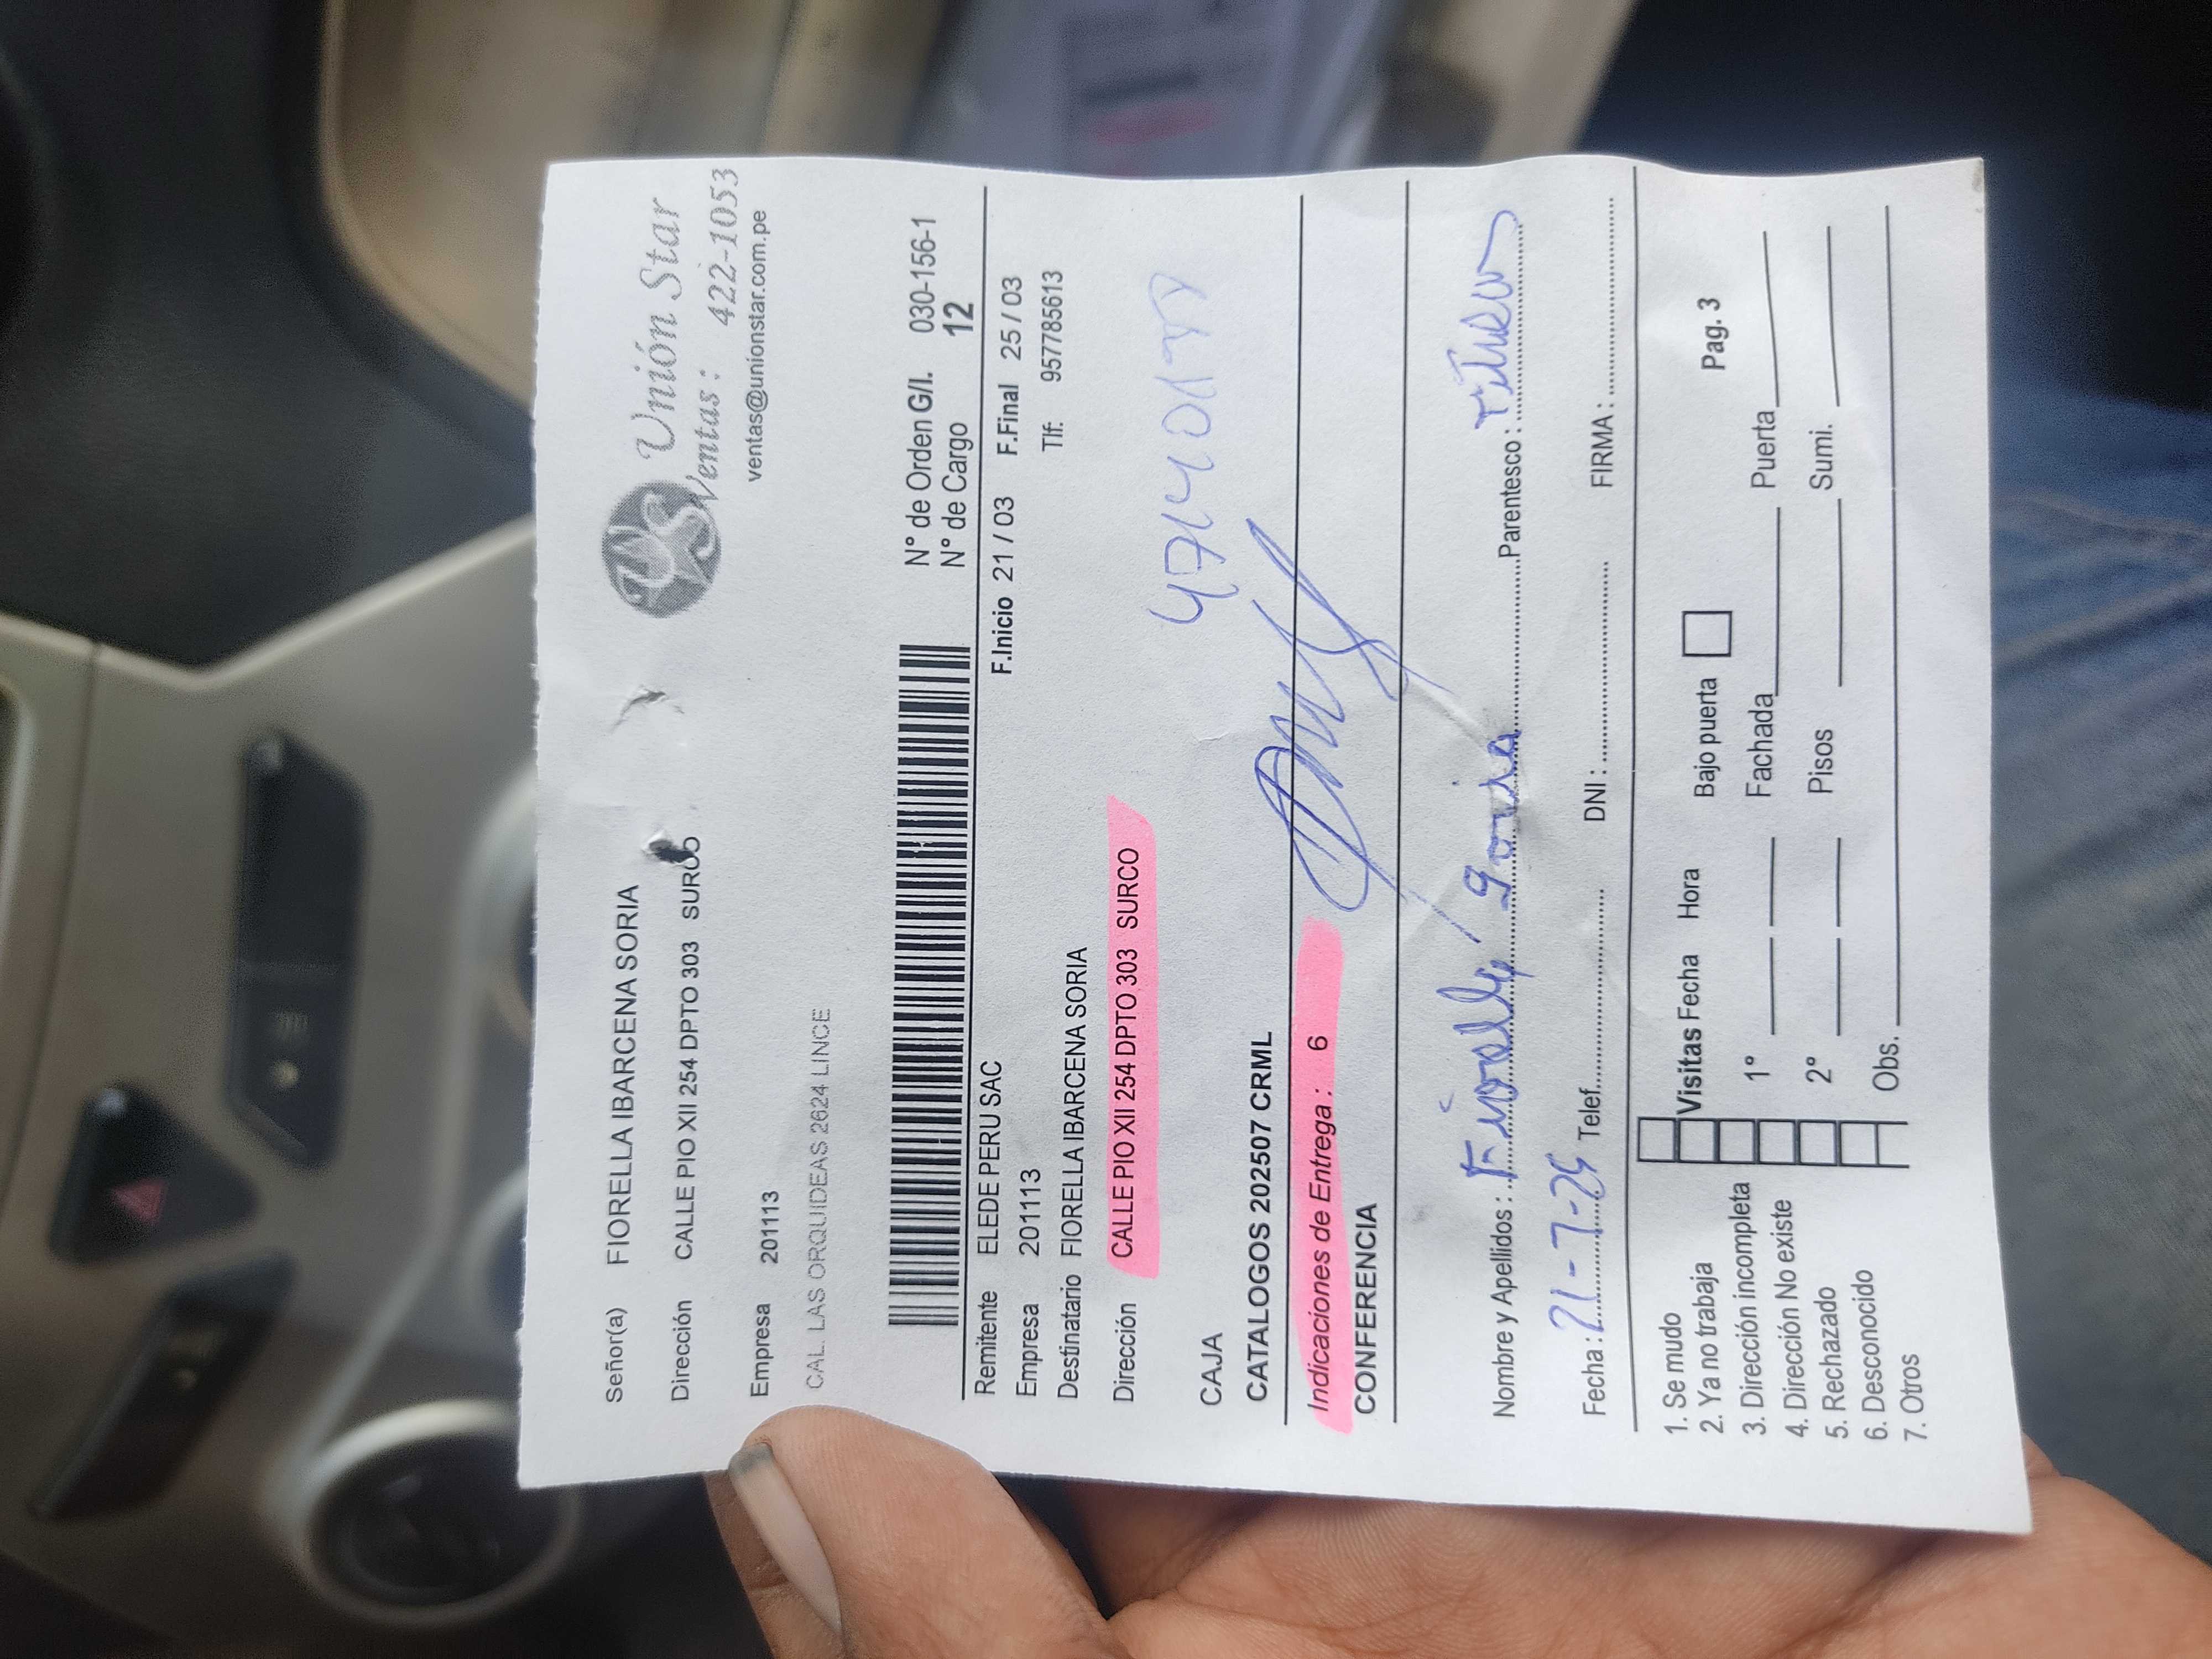 Unión Star
Ventas: 422-1053
ventas@unionstar.com.pe
Señor(a) FIORELLA IBARCENA SORIA
Dirección CALLE PIO XII 254 DPTO 303 SURCO
Empresa 201113
CAL. LAS ORQUIDEAS 2624 LINCE
N° de Orden G/I. 030-156-1
N° de Cargo 12
Remitente ELEDE PERU SAC F.Inicio 21 / 03 F.Final 25 / 03
Empresa 201113 Tlf: 957785613
Destinatario FIORELLA IBARCENA SORIA
Dirección CALLE PIO XII 254 DPTO 303 SURCO
CAJA
CATALOGOS 202507 CRML
Indicaciones de Entrega : 6
CONFERENCIA
Nombre y Apellidos : Fiorella Soria Parentesco : Titular
Fecha : 21-7-25 Telef. DNI : FIRMA :
1. Se mudo
2. Ya no trabaja Visitas Fecha Hora Bajo puerta Pag. 3
3. Dirección incompleta 1° Fachada Puerta
4. Dirección No existe
5. Rechazado 2° Pisos Sumi.
6. Desconocido
7. Otros Obs.